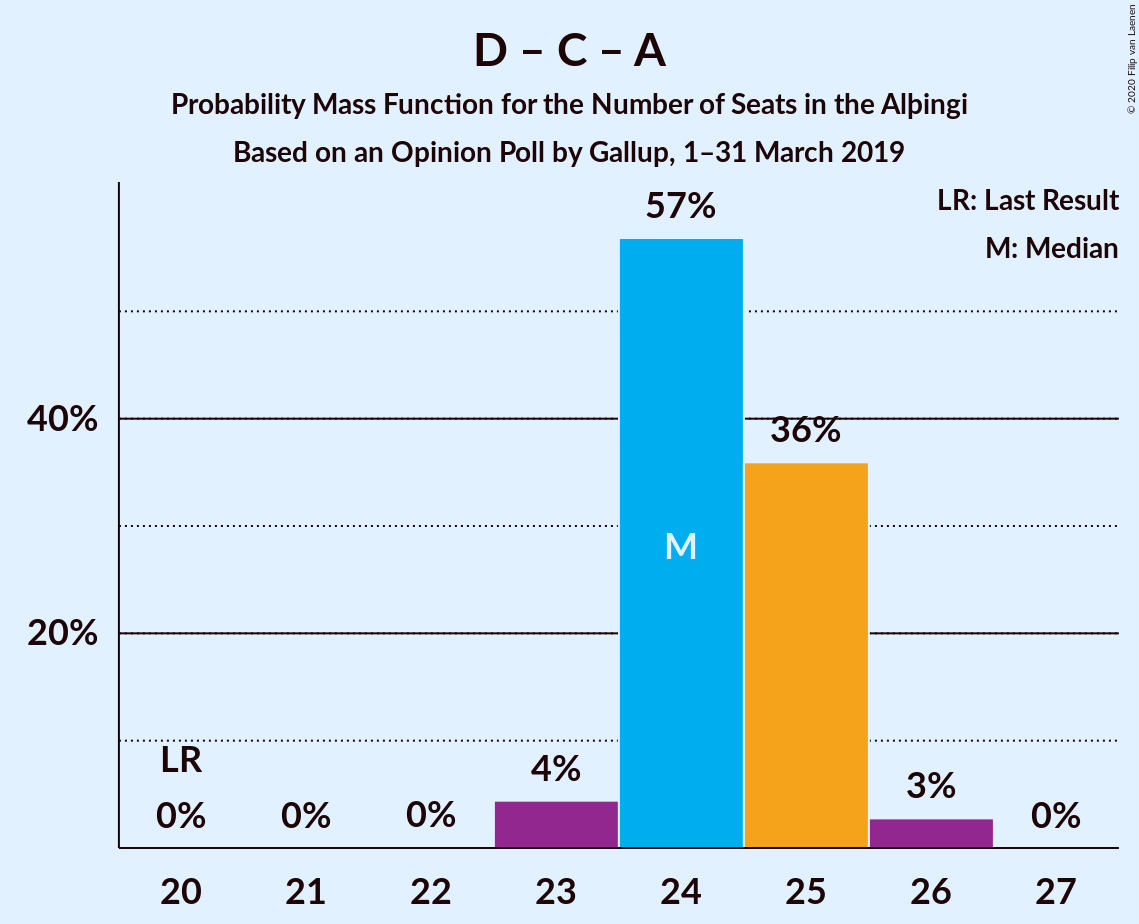 D – C – A
Probability Mass Function for the Number of Seats in the Alþingi
Based on an Opinion Poll by Gallup, 1–31 March 2019
© 2020 Filip van Laenen
LR: Last Result
M: Median
57%
40%
36%
M
20%
LR
0%
0%
0%
4%
3%
0%
20
21
22
23
24
25
26
27